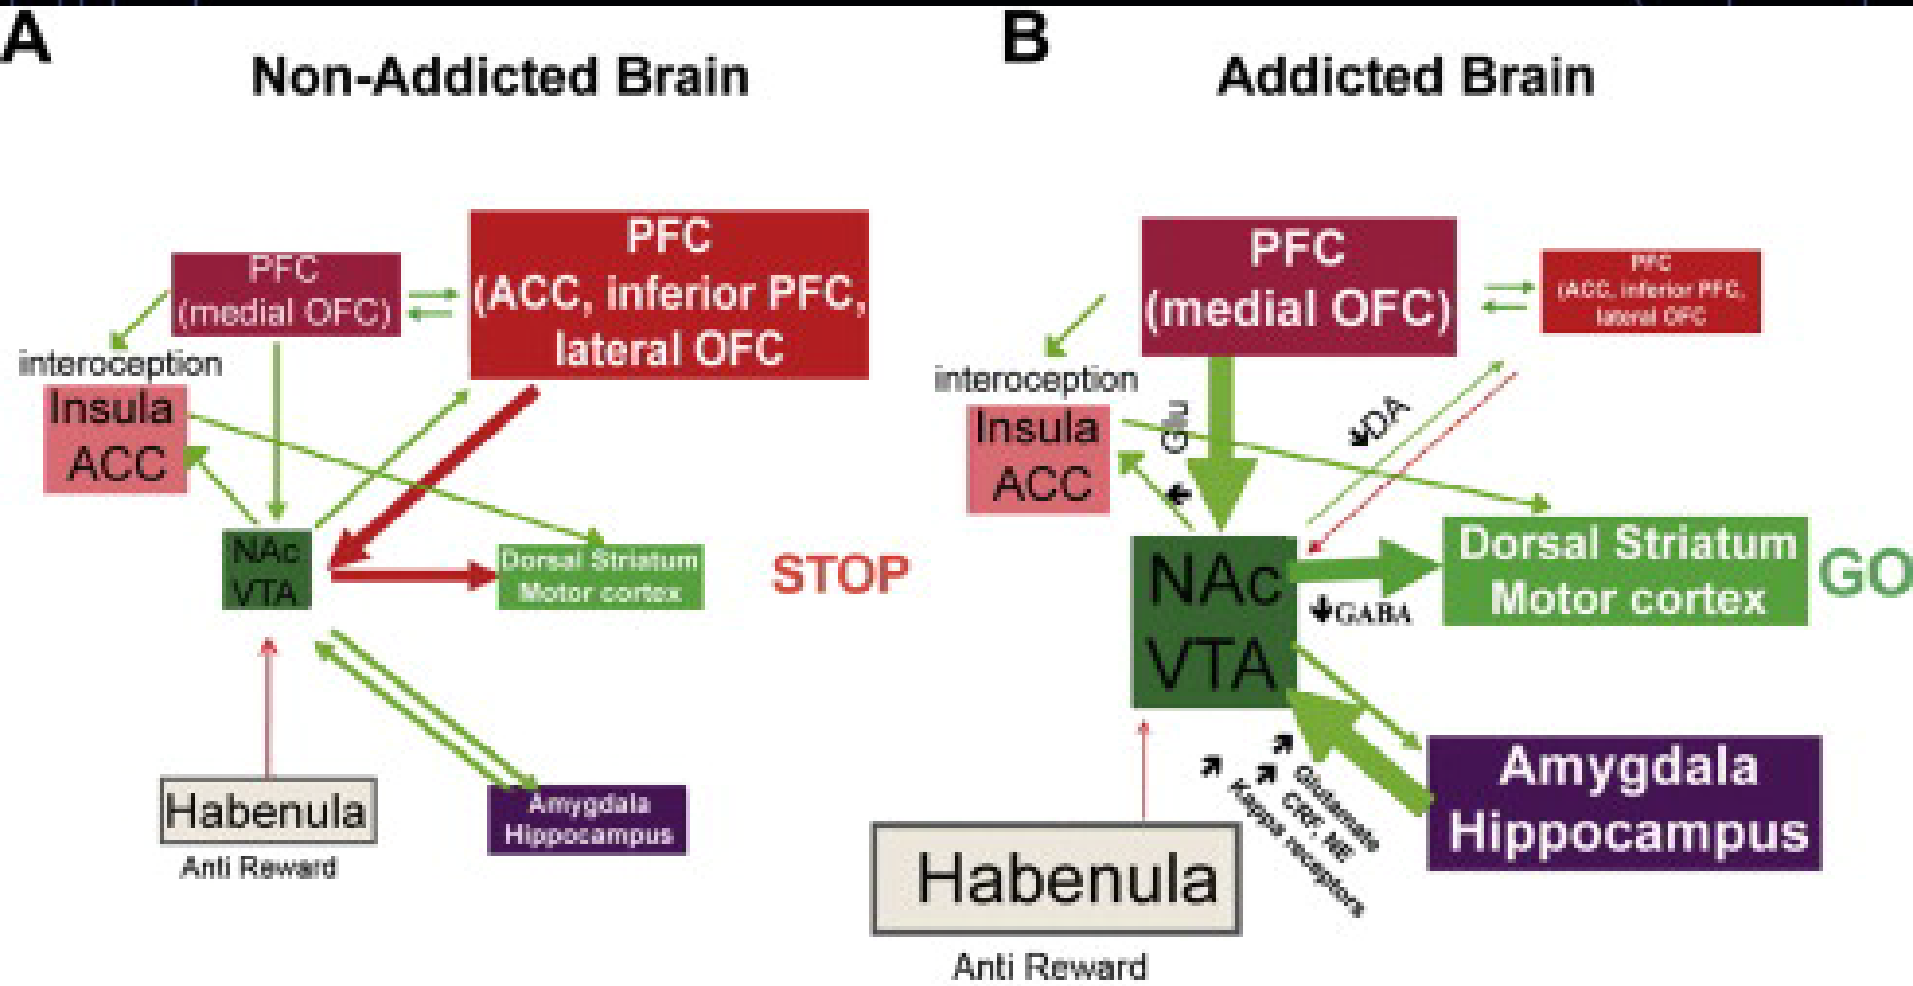 A
Non-Addicted Brain
PFC
(medial OFC)
PFC
(ACC, inferior PFC,
lateral OFC
interoception
Insula
ACC
NAc
VTA
Dorsal Striatum
Motor cortex
STOP
Habenula
Anti Reward
Amygdala
Hippocampus
B
Addicted Brain
PFC
(medial OFC)
PFC
(ACC, inferior PFC,
lateral OFC
interoception
Insula
ACC
Glu
DA
NAc
VTA
GABA
Dorsal Striatum
Motor cortex
GO
Glutamate
CRF, NE
Kappa receptors
Amygdala
Hippocampus
Habenula
Anti Reward